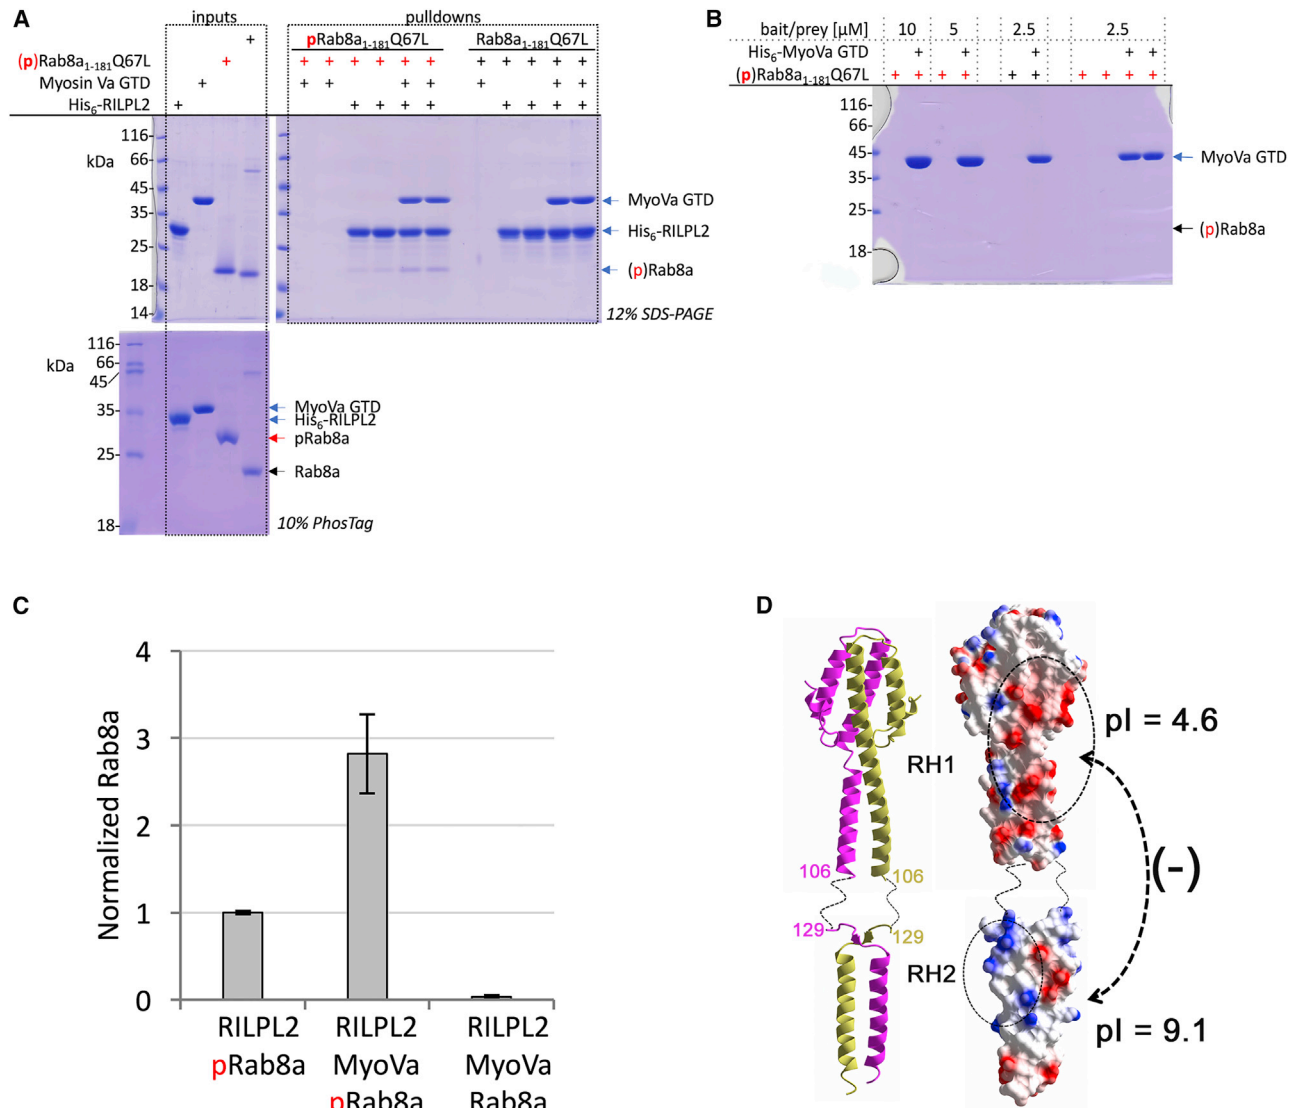 A
inputs
pulldowns
pRab8a1-181Q67L
Rab8a1-181Q67L
+
(p)Rab8a1-181Q67L + + + + + + + + + + + +
Myosin Va GTD + + + + + + + +
His6-RILPL2 + + + + + + + + +
kDa
116-
66-
45-
35-
25-
18-
14-
MyoVa GTD
His6-RILPL2
(p)Rab8a
12% SDS-PAGE
kDa
116-
66-
45
35-
25-
18-
MyoVa GTD
His6-RILPL2
pRab8a
Rab8a
10% PhosTag
B
bait/prey [µM] 10 5 2.5 2.5
His6-MyoVa GTD + + + + +
(p)Rab8a1-181Q67L + + + + + + + + + +
116-
66-
45-
35-
25-
18-
MyoVa GTD
(p)Rab8a
C
Normalized Rab8a
4
3
2
1
0
RILPL2
pRab8a
RILPL2
MyoVa
pRab8a
RILPL2
MyoVa
Rab8a
D
RH1
pI = 4.6
106
106
(-)
129
129
RH2
pI = 9.1